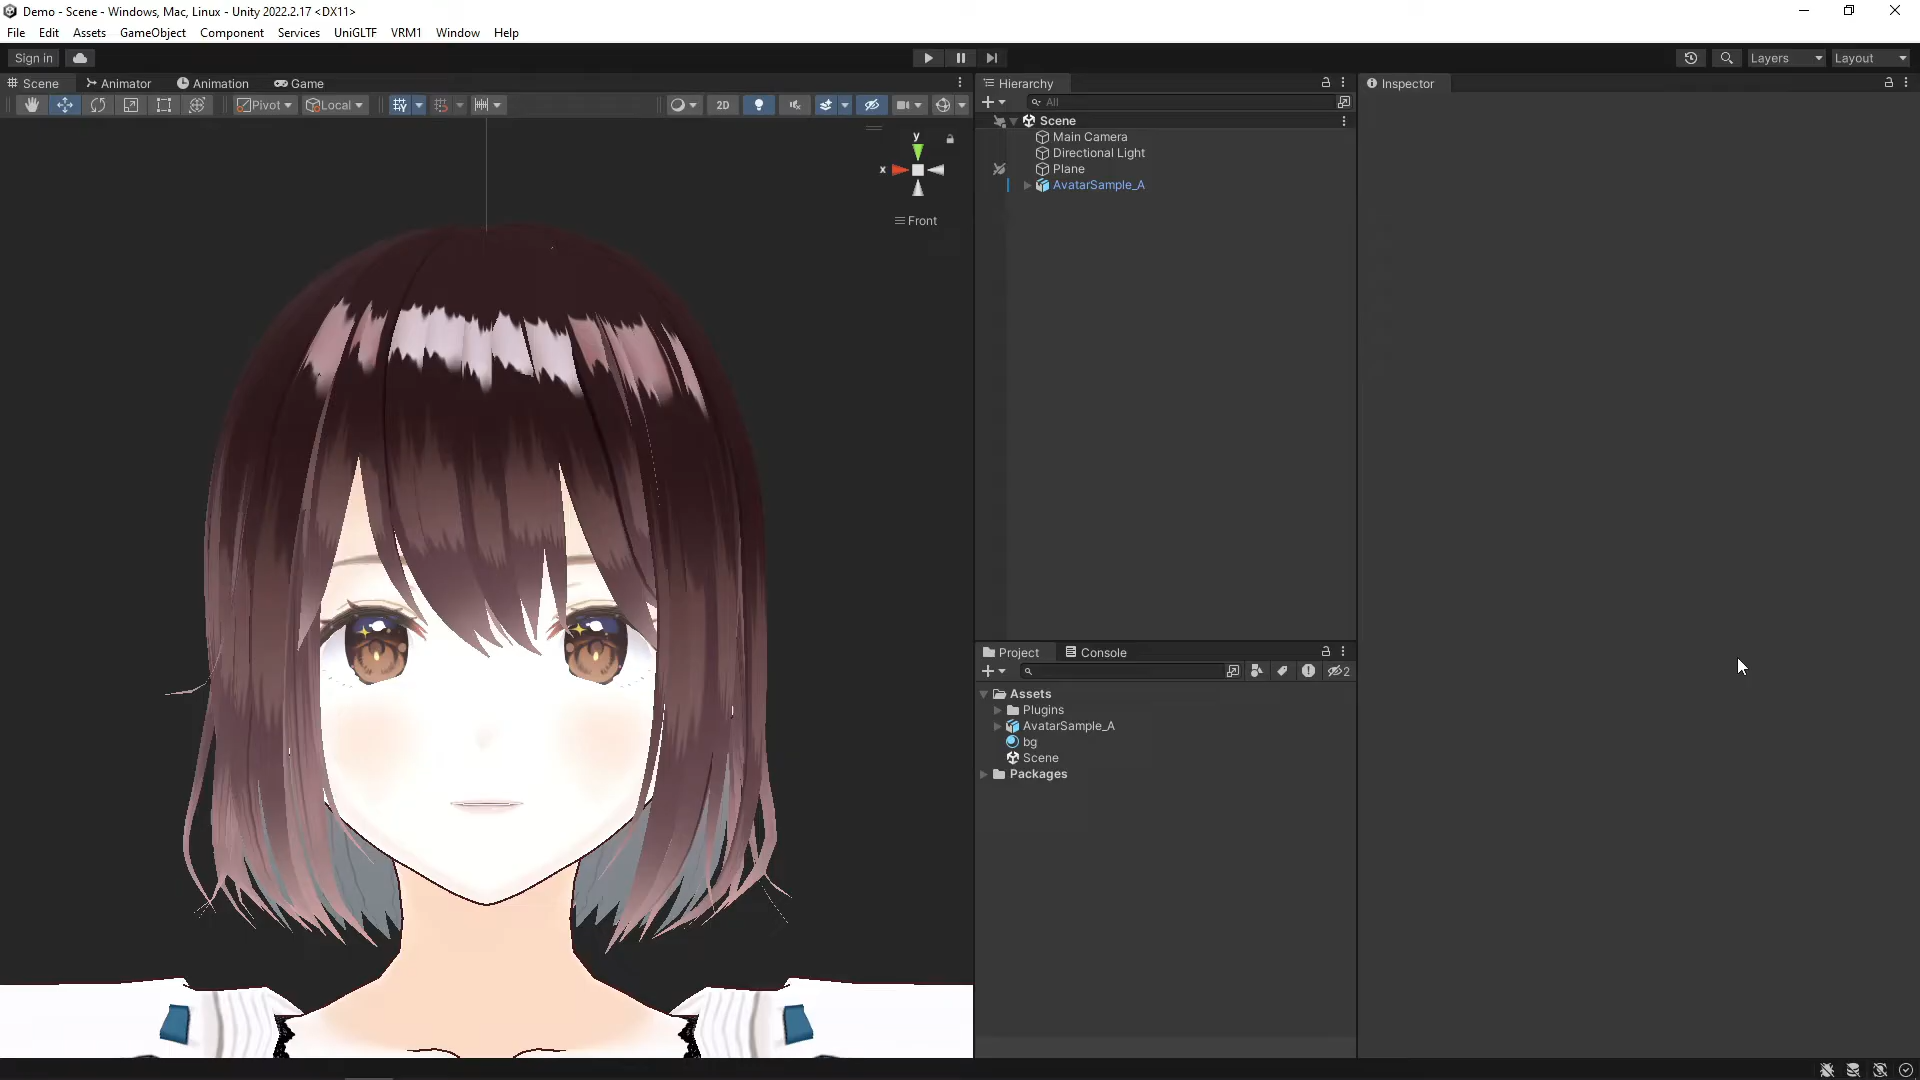 Demo - Scene - Windows, Mac, Linux - Unity 2022.2.17 <DX11>
File Edit Assets GameObject Component Services UniGLTF VRM1 Window Help
Sign in Layers Layout
Scene Animator Animation Game
Pivot Local 2D
y
x
Front
Hierarchy
All
Scene
Main Camera
Directional Light
Plane
AvatarSample_A
Project Console
2
Assets
Plugins
AvatarSample_A
bg
Scene
Packages
Inspector